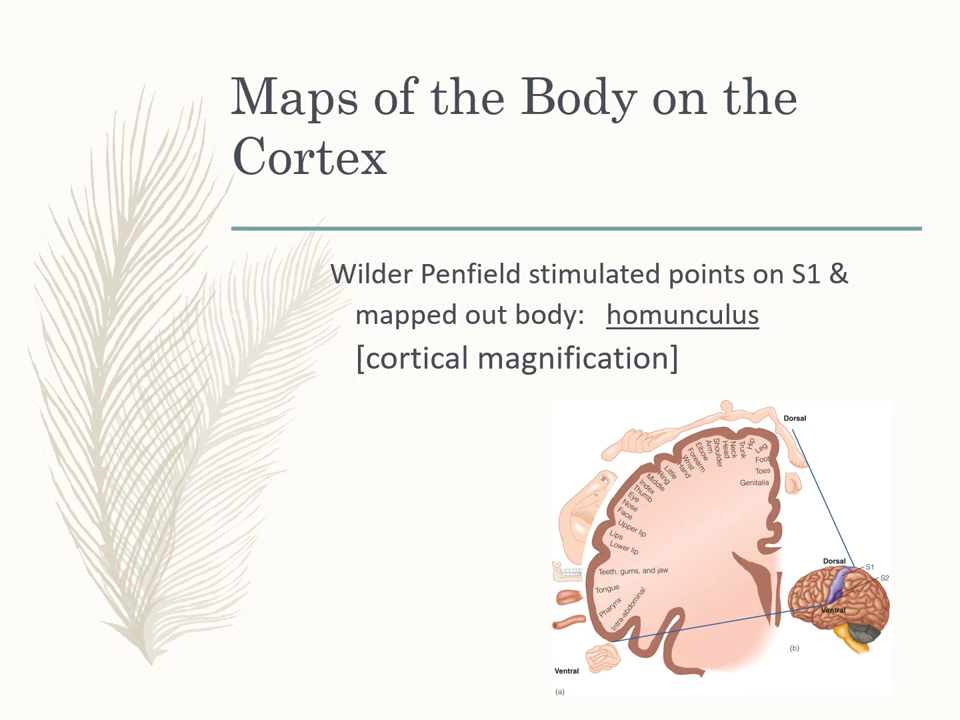 Maps of the Body on the
Cortex
Wilder Penfield stimulated points on S1 &
mapped out body: homunculus
[cortical magnification]
Dorsal
Leg
Hip
Trunk
Neck
Head
Shoulder
Arm
Elbow
Forearm
Wrist
Hand
Little
Ring
Middle
Index
Thumb
Eye
Nose
Face
Upper lip
Lips
Lower lip
Teeth, gums, and jaw
Tongue
Pharynx
Intra-abdominal
Foot
Toes
Genitalia
Dorsal
S1
S2
Ventral
(b)
Ventral
(a)